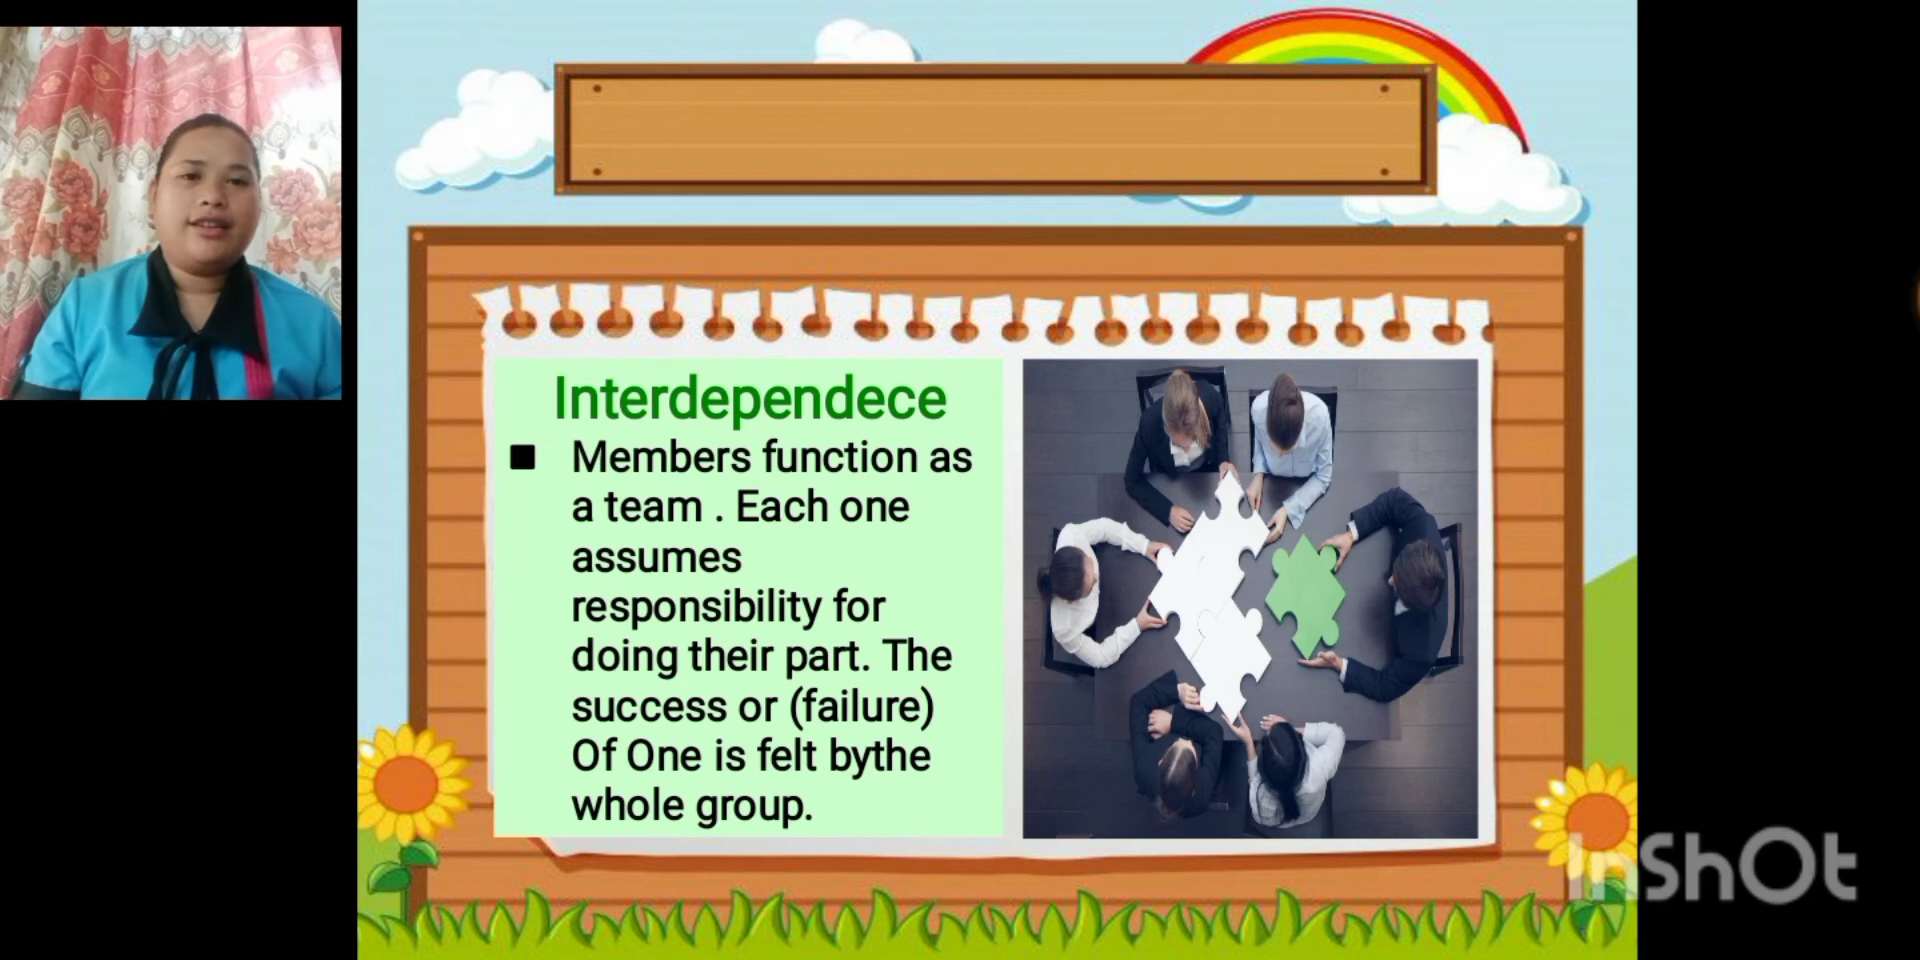 Interdependece
Members function as
a team . Each one
assumes
responsibility for
doing their part. The
success or (failure)
Of One is felt bythe
whole group.
InShOt